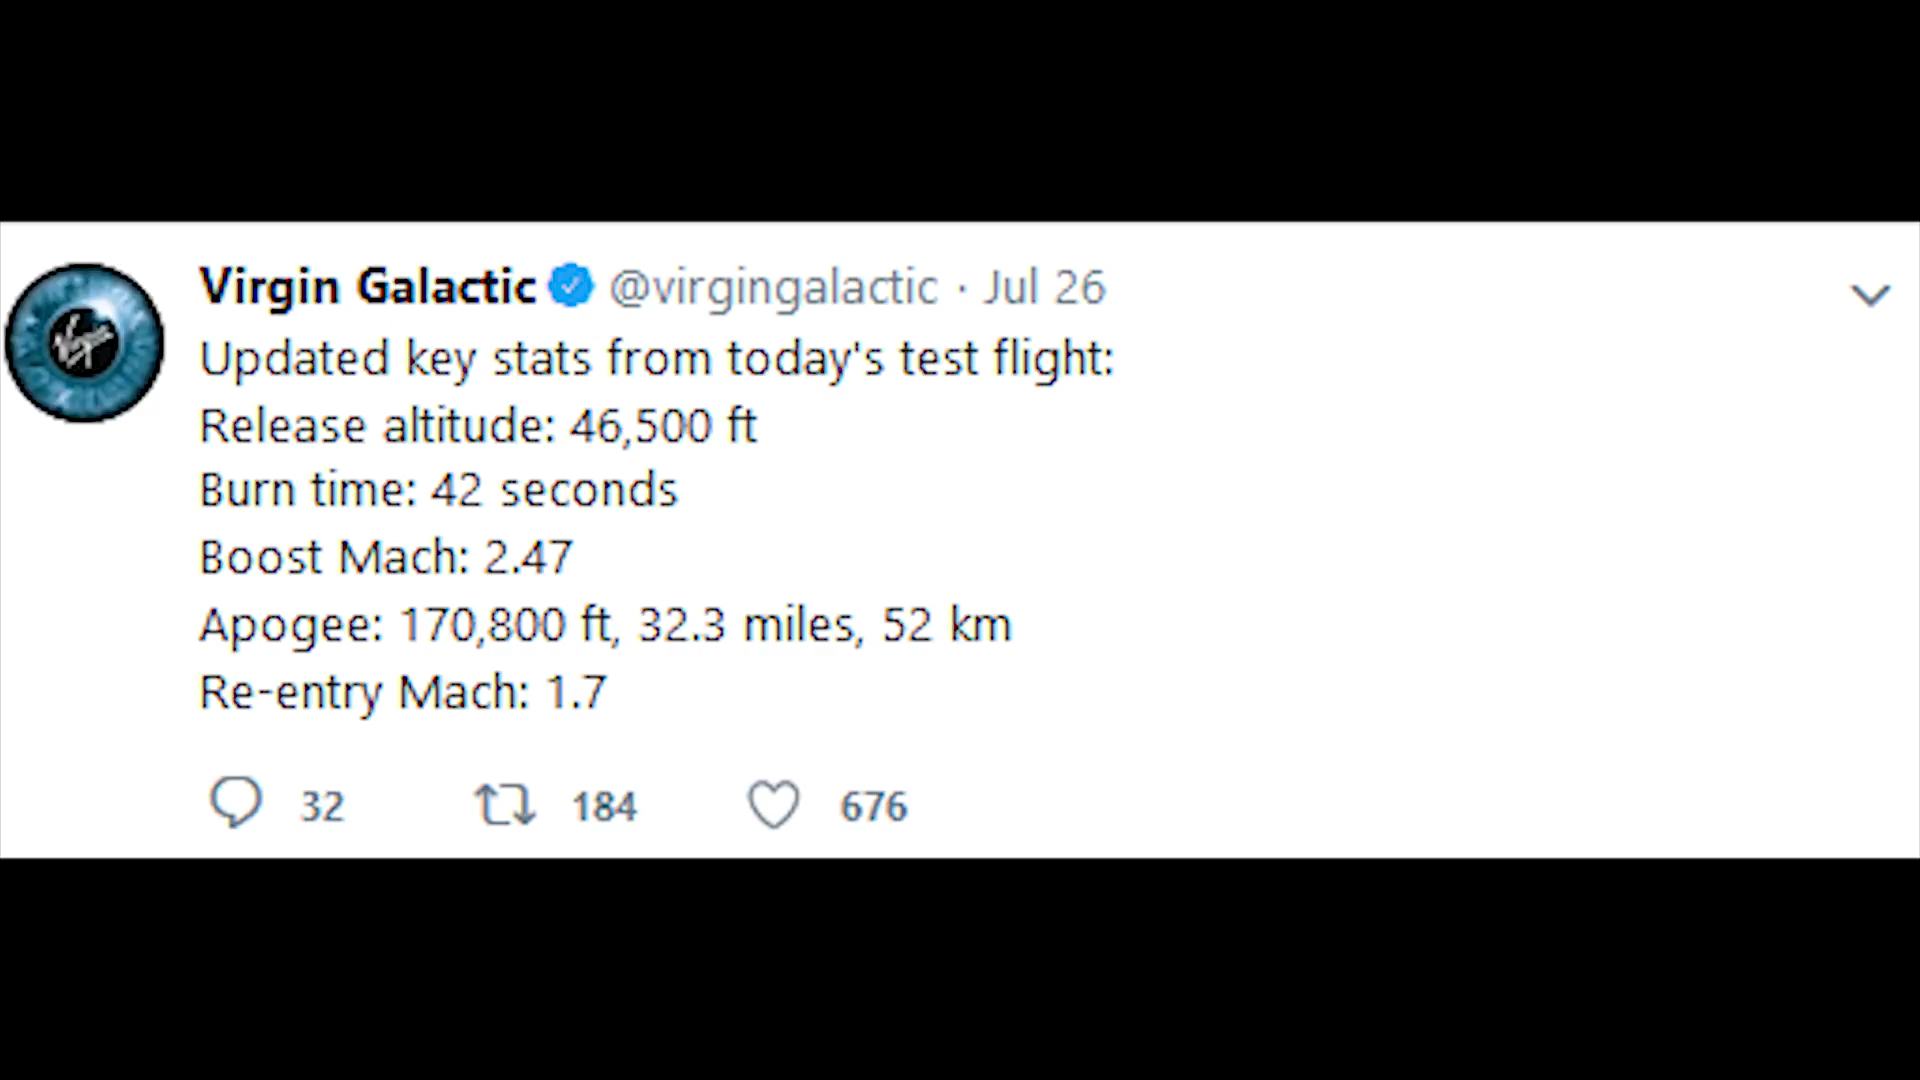 Virgin Galactic @virgingalactic · Jul 26
Updated key stats from today's test flight:
Release altitude: 46,500 ft
Burn time: 42 seconds
Boost Mach: 2.47
Apogee: 170,800 ft, 32.3 miles, 52 km
Re-entry Mach: 1.7
32 184 676
Virgin